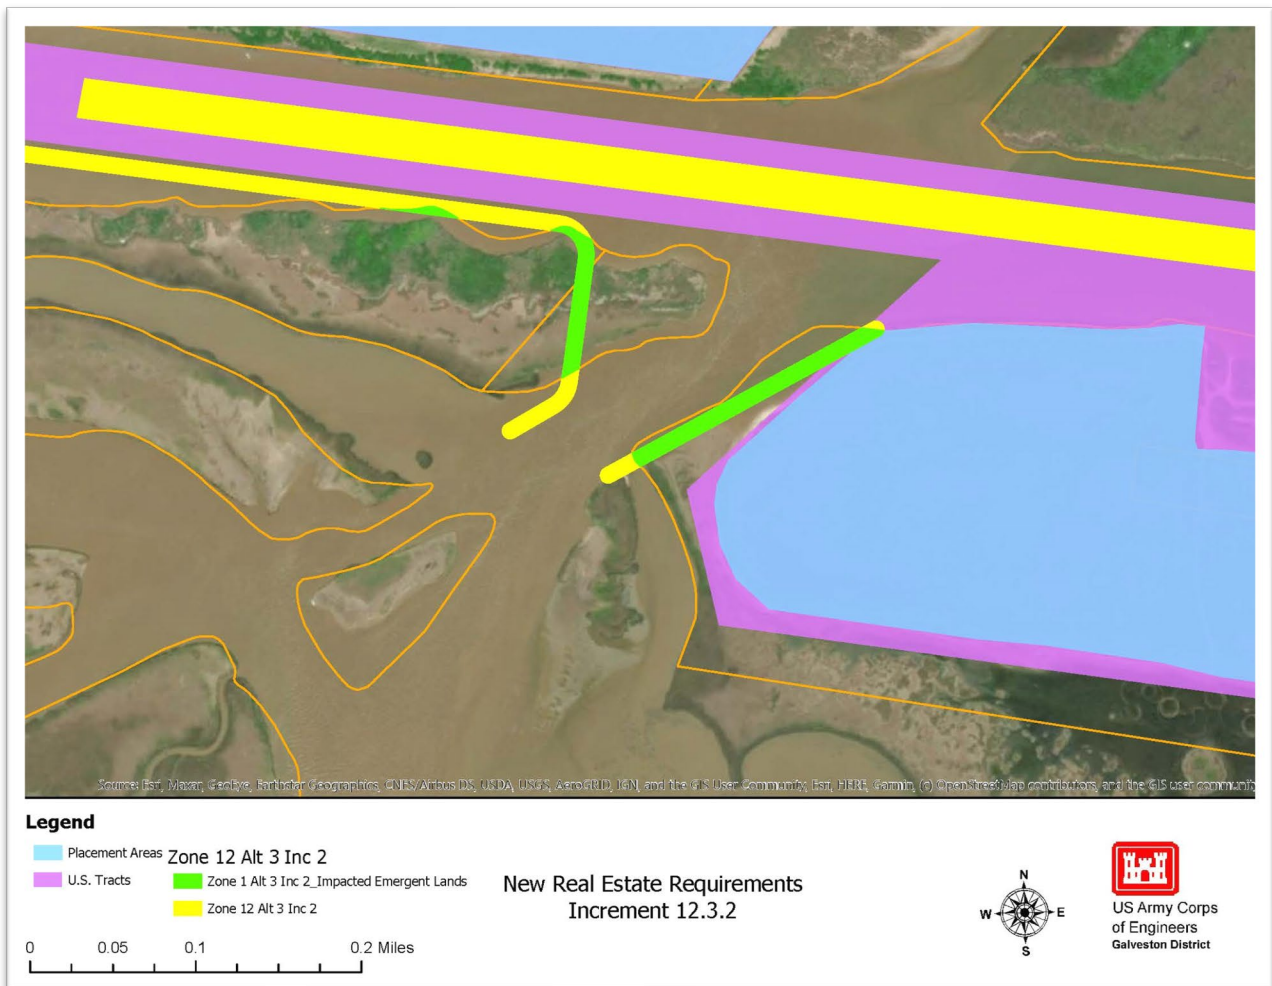 Source: Esri, Maxar, GeoEye, Earthstar Geographics, CNES/Airbus DS, USDA, USGS, AeroGRID, IGN, and the GIS User Community, Esri, HERE, Garmin, (c) OpenStreetMap contributors, and the GIS user community
Legend
Placement Areas
U.S. Tracts
Zone 12 Alt 3 Inc 2
Zone 1 Alt 3 Inc 2_Impacted Emergent Lands
Zone 12 Alt 3 Inc 2
0 0.05 0.1 0.2 Miles
New Real Estate Requirements
Increment 12.3.2
N
W E
S
US Army Corps
of Engineers
Galveston District